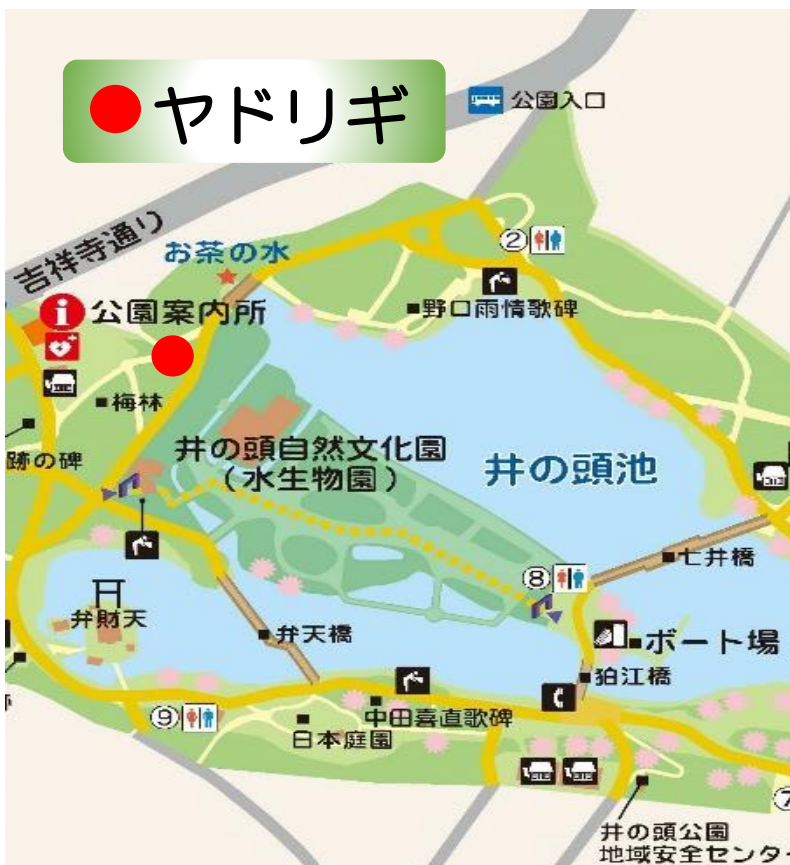 ヤドリギ
公園入口
吉祥寺通り
お茶の水
②
公園案内所
野口雨情歌碑
梅林
跡の碑
井の頭自然文化園
(水生物園)
井の頭池
七井橋
⑧
弁財天
弁天橋
ボート場
狛江橋
⑨
中田喜直歌碑
日本庭園
⑦
井の頭公園
地域安全センター